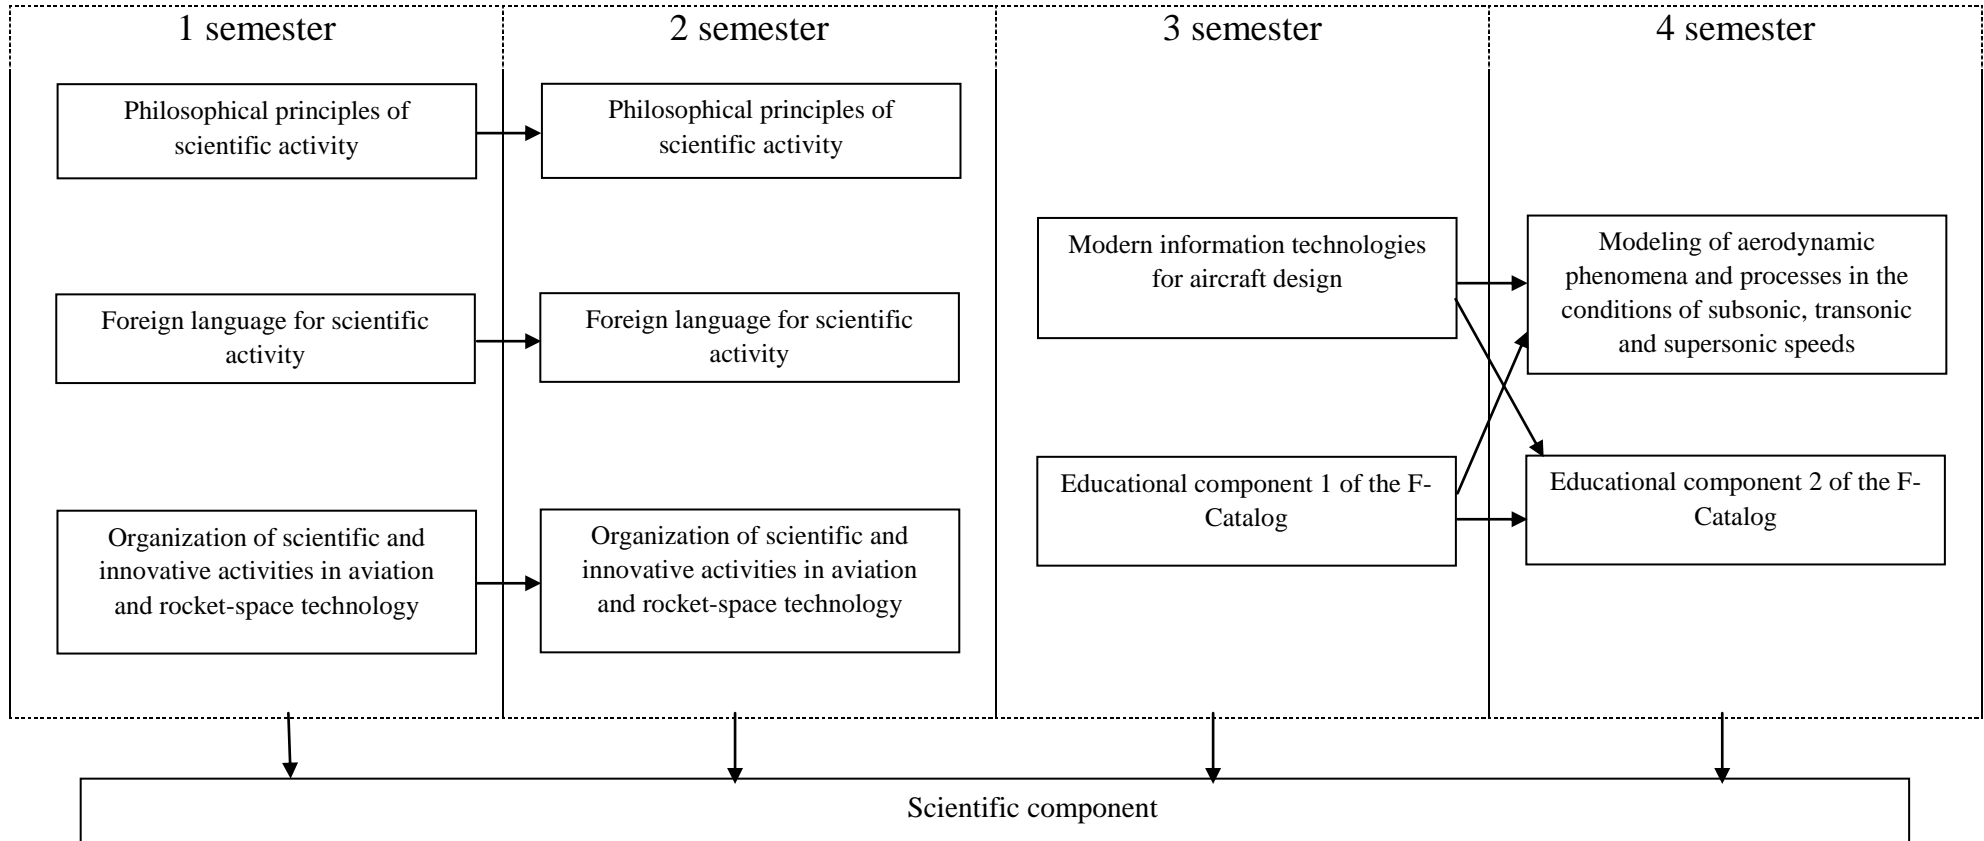 1 semester
2 semester
3 semester
4 semester
Philosophical principles of
scientific activity
Philosophical principles of
scientific activity
Modern information technologies
for aircraft design
Modeling of aerodynamic
phenomena and processes in the
conditions of subsonic, transonic
and supersonic speeds
Foreign language for scientific
activity
Foreign language for scientific
activity
Educational component 1 of the F-
Catalog
Educational component 2 of the F-
Catalog
Organization of scientific and
innovative activities in aviation
and rocket-space technology
Organization of scientific and
innovative activities in aviation
and rocket-space technology
Scientific component